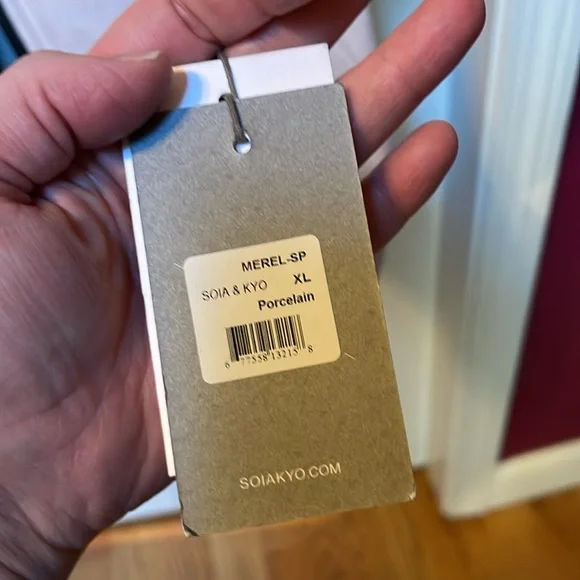 MEREL-SP
SOIA & KYO XL
Porcelain
6 77558 13215 8
SOIAKYO.COM